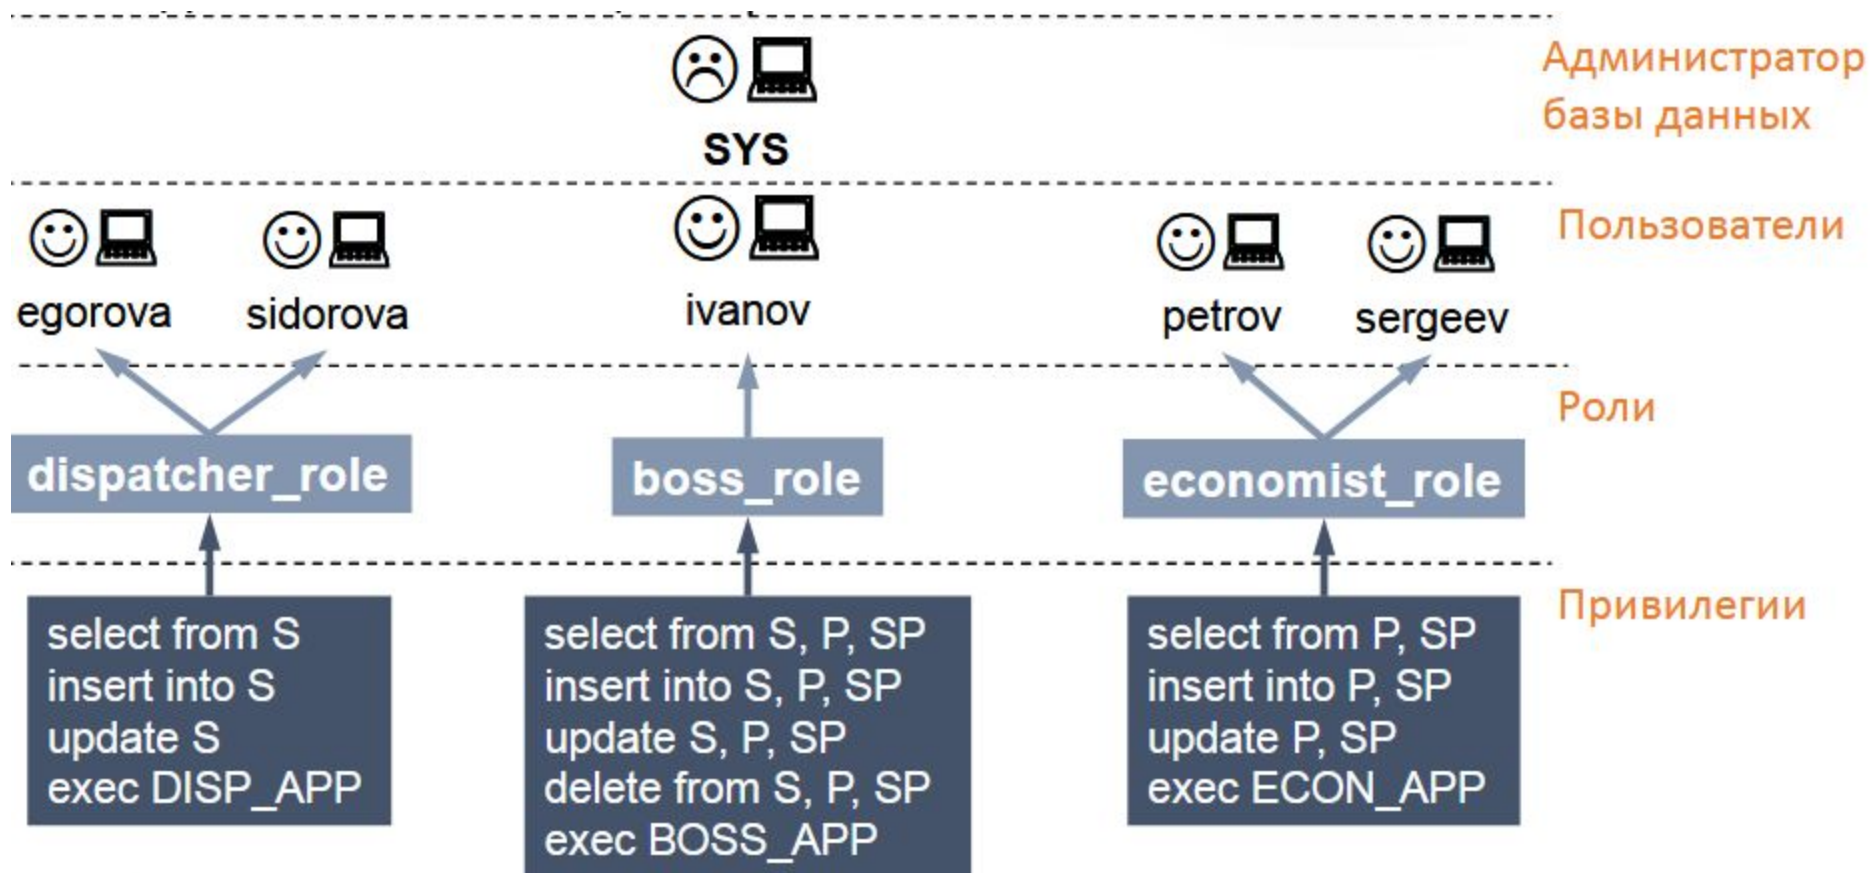 Администратор
базы данных
SYS
Пользователи
egorova
sidorova
ivanov
petrov
sergeev
Роли
dispatcher_role
boss_role
economist_role
Привилегии
select from S
insert into S
update S
exec DISP_APP
select from S, P, SP
insert into S, P, SP
update S, P, SP
delete from S, P, SP
exec BOSS_APP
select from P, SP
insert into P, SP
update P, SP
exec ECON_APP